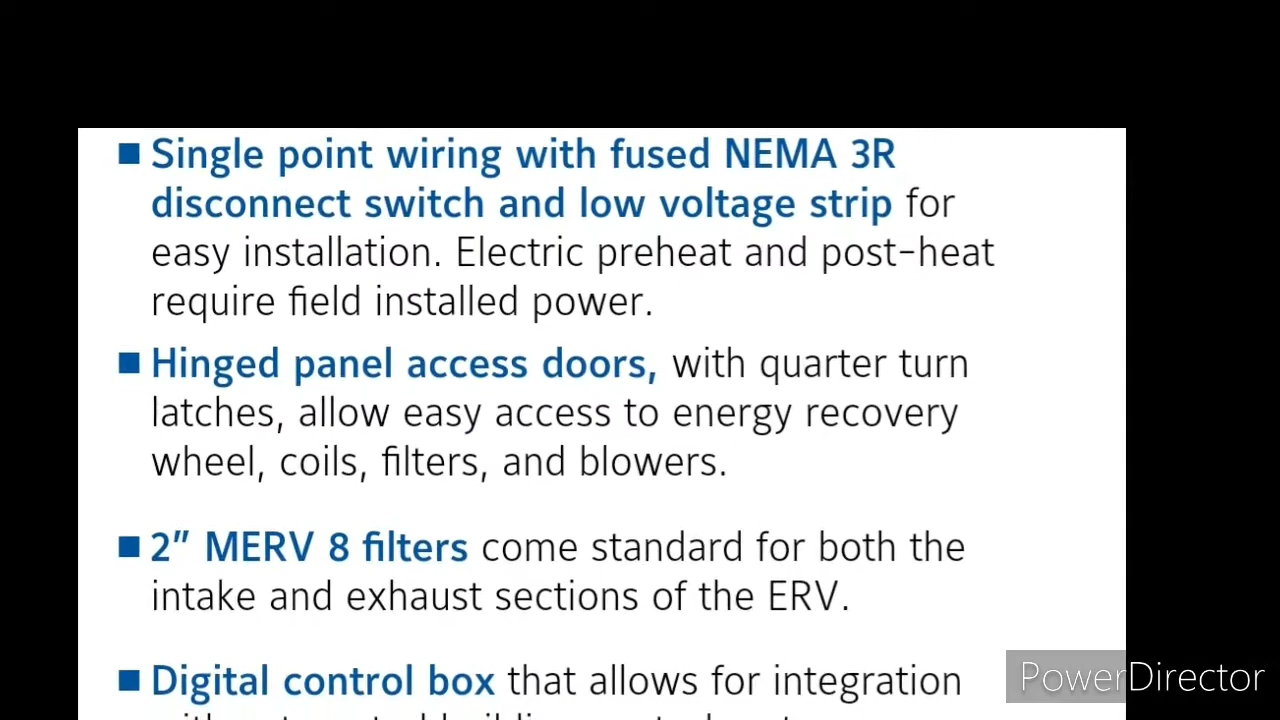 ■ Single point wiring with fused NEMA 3R
disconnect switch and low voltage strip for
easy installation. Electric preheat and post-heat
require field installed power.
■ Hinged panel access doors, with quarter turn
latches, allow easy access to energy recovery
wheel, coils, filters, and blowers.
■ 2” MERV 8 filters come standard for both the
intake and exhaust sections of the ERV.
■ Digital control box that allows for integration
PowerDirector